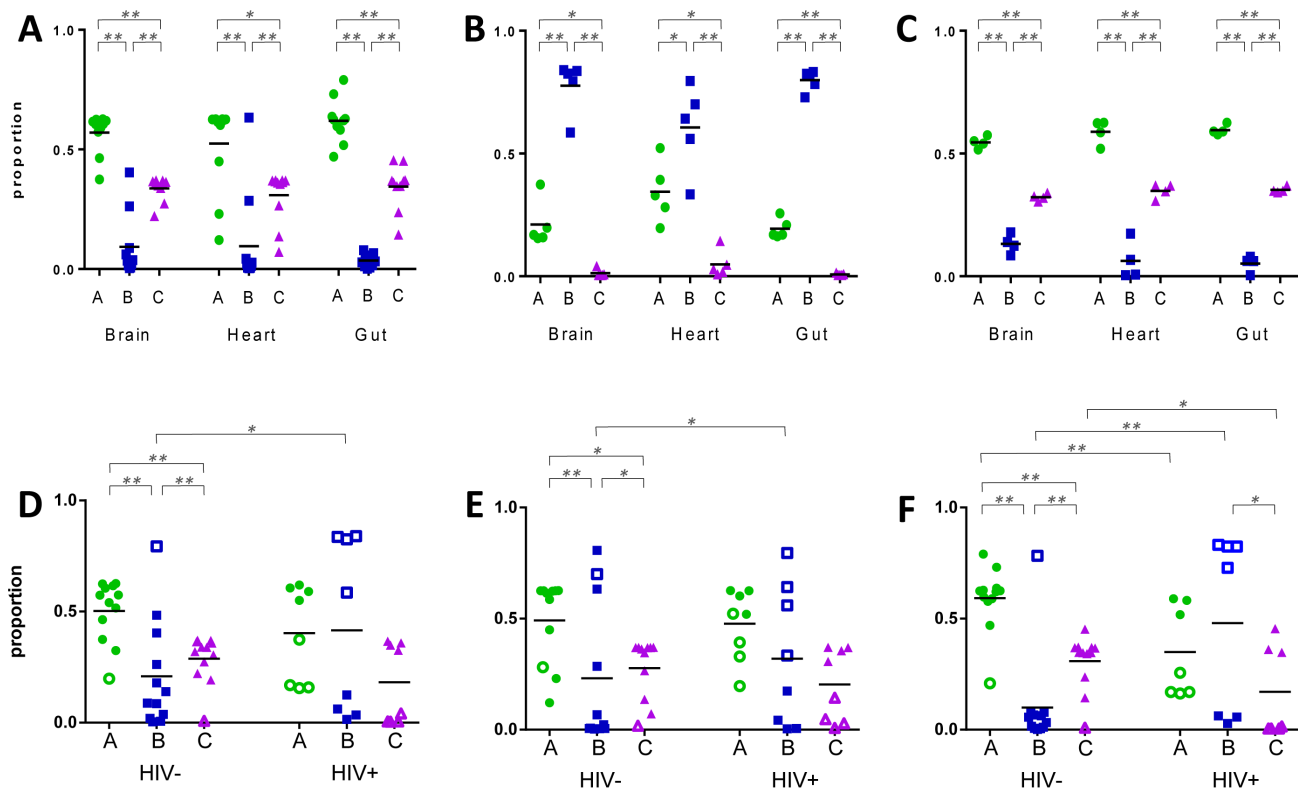 A
B
C
** * **
** ** ** ** ** **
* * **
** ** * ** ** **
** ** **
** ** ** ** ** **
proportion
1.0
0.5
0.0
A B C A B C A B C
Brain Heart Gut
1.0
0.5
0.0
A B C A B C A B C
Brain Heart Gut
1.0
0.5
0.0
A B C A B C A B C
Brain Heart Gut
D
*
**
** **
proportion
1.0
0.5
0.0
A B C A B C
HIV- HIV+
E
*
*
** *
1.0
0.5
0.0
A B C A B C
HIV- HIV+
F
*
**
**
**
** ** *
1.0
0.5
0.0
A B C A B C
HIV- HIV+